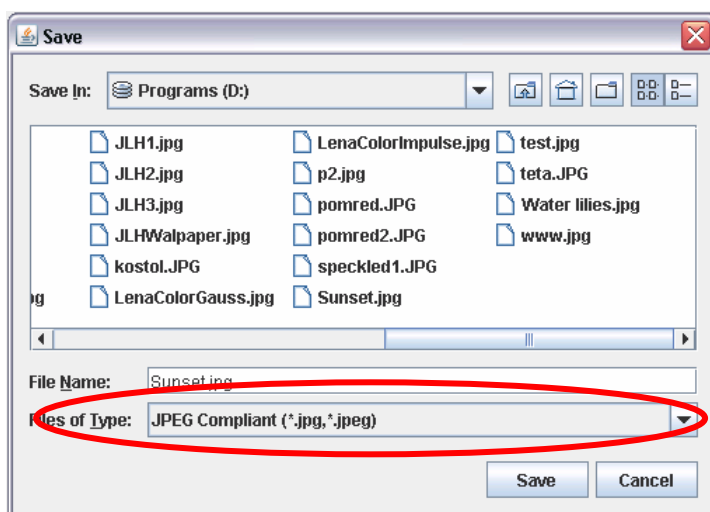 Save
Save In: Programs (D:)
JLH1.jpg LenaColorImpulse.jpg test.jpg
JLH2.jpg p2.jpg teta.JPG
JLH3.jpg pomred.JPG Water lilies.jpg
JLHWalpaper.jpg pomred2.JPG www.jpg
kostol.JPG speckled1.JPG
pg LenaColorGauss.jpg Sunset.jpg
File Name: Sunset.jpg
Files of Type: JPEG Compliant (*.jpg,*.jpeg)
Save Cancel